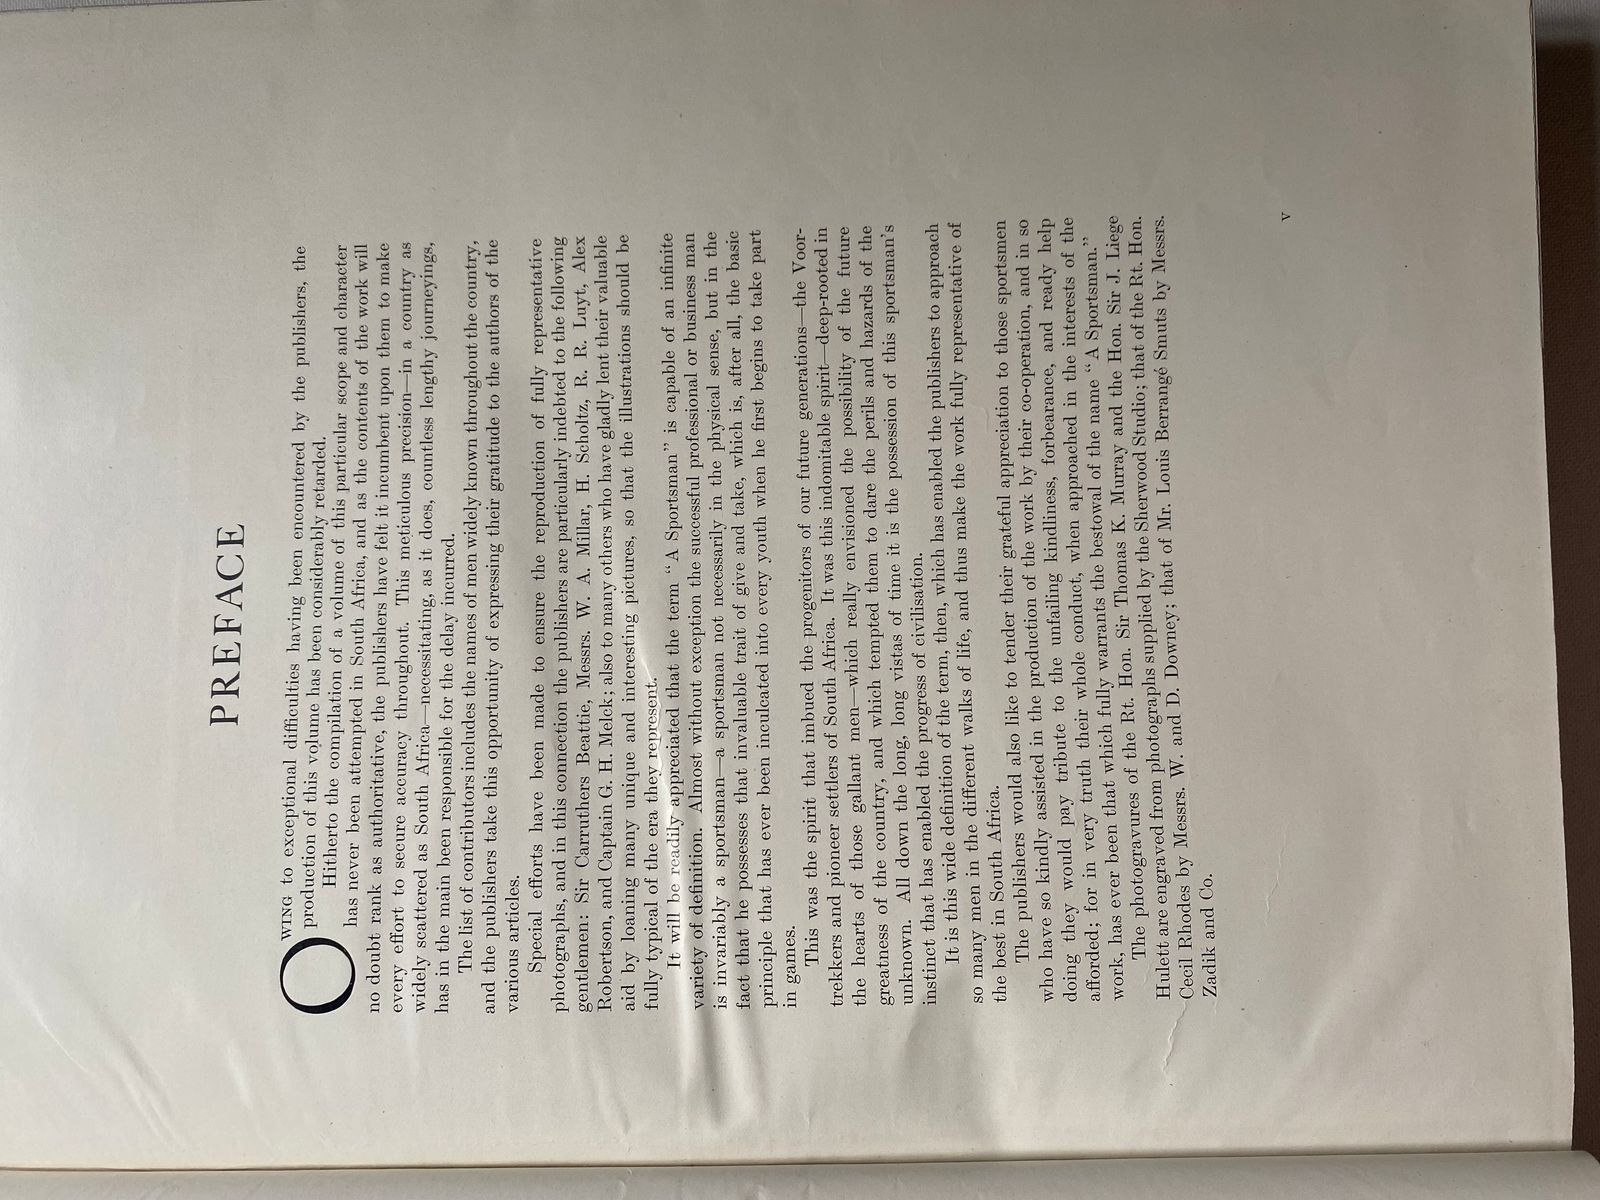 PREFACE
OWING to exceptional difficulties having been encountered by the publishers, the
production of this volume has been considerably retarded.
Hitherto the compilation of a volume of this particular scope and character
has never been attempted in South Africa, and as the contents of the work will
no doubt rank as authoritative, the publishers have felt it incumbent upon them to make
every effort to secure accuracy throughout. This meticulous precision—in a country as
widely scattered as South Africa—necessitating, as it does, countless lengthy journeyings,
has in the main been responsible for the delay incurred.
The list of contributors includes the names of men widely known throughout the country,
and the publishers take this opportunity of expressing their gratitude to the authors of the
various articles.
Special efforts have been made to ensure the reproduction of fully representative
photographs, and in this connection the publishers are particularly indebted to the following
gentlemen: Sir Carruthers Beattie, Messrs. W. A. Millar, H. Scholtz, R. R. Luyt, Alex
Robertson, and Captain G. H. Melck; also to many others who have gladly lent their valuable
aid by loaning many unique and interesting pictures, so that the illustrations should be
fully typical of the era they represent.
It will be readily appreciated that the term “A Sportsman” is capable of an infinite
variety of definition. Almost without exception the successful professional or business man
is invariably a sportsman—a sportsman not necessarily in the physical sense, but in the
fact that he possesses that invaluable trait of give and take, which is, after all, the basic
principle that has ever been inculcated into every youth when he first begins to take part
in games.
This was the spirit that imbued the progenitors of our future generations—the Voor-
trekkers and pioneer settlers of South Africa. It was this indomitable spirit—deep-rooted in
the hearts of those gallant men—which really envisioned the possibility of the future
greatness of the country, and which tempted them to dare the perils and hazards of the
unknown. All down the long, long vistas of time it is the possession of this sportsman’s
instinct that has enabled the progress of civilisation.
It is this wide definition of the term, then, which has enabled the publishers to approach
so many men in the different walks of life, and thus make the work fully representative of
the best in South Africa.
The publishers would also like to tender their grateful appreciation to those sportsmen
who have so kindly assisted in the production of the work by their co-operation, and in so
doing they would pay tribute to the unfailing kindliness, forbearance, and ready help
afforded; for in very truth their whole conduct, when approached in the interests of the
work, has ever been that which fully warrants the bestowal of the name “A Sportsman.”
The photogravures of the Rt. Hon. Sir Thomas K. Murray and the Hon. Sir J. Liege
Hulett are engraved from photographs supplied by the Sherwood Studio; that of the Rt. Hon.
Cecil Rhodes by Messrs. W. and D. Downey; that of Mr. Louis Berrangé Smuts by Messrs.
Zadik and Co.
v